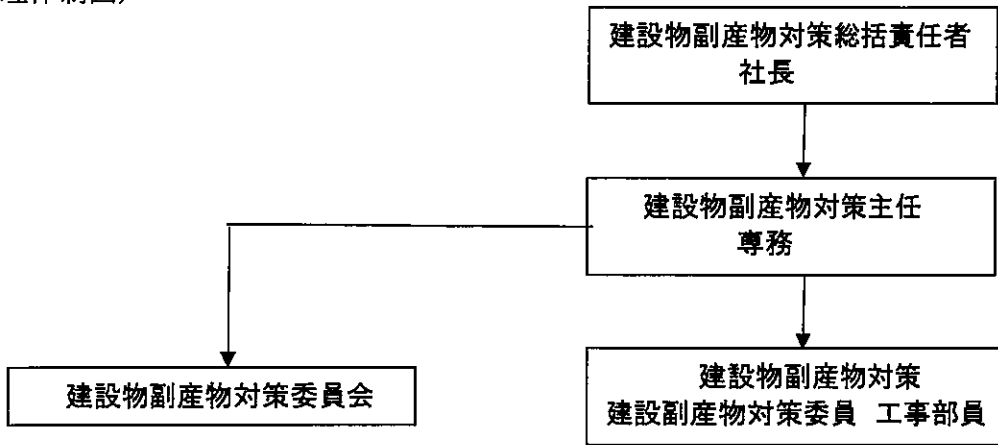 建設物副産物対策総括責任者
社長
建設物副産物対策主任
専務
建設物副産物対策委員会
建設物副産物対策
建設副産物対策委員 工事部員